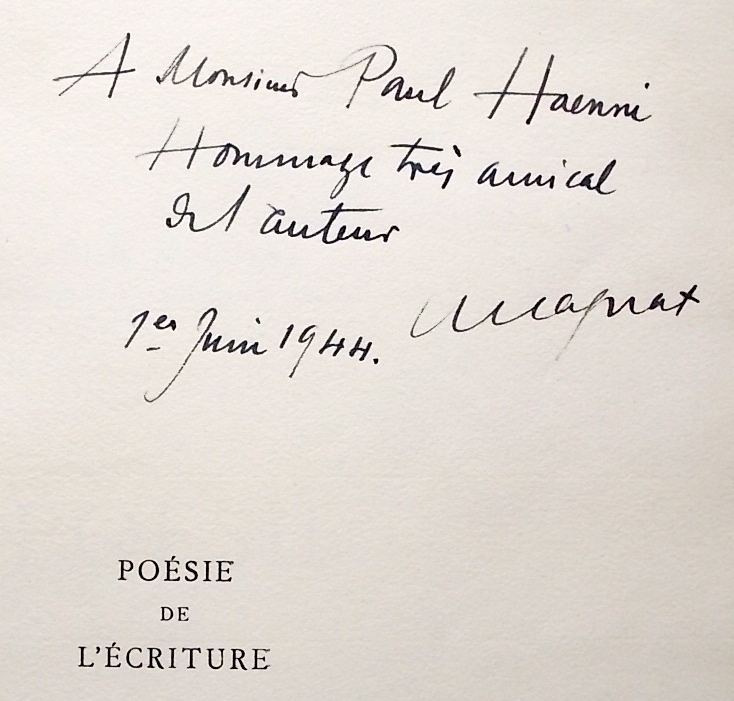 A Monsieur Paul Haenni
Hommage très amical
de l'auteur
1er Juin 1944. Magnat
POÉSIE
DE
L'ÉCRITURE